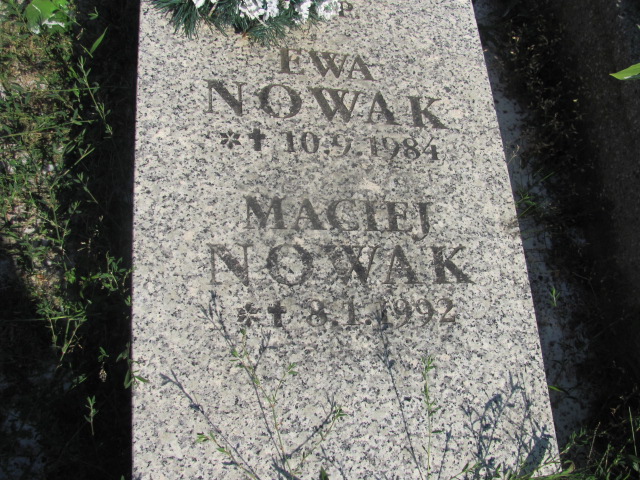 EWA
NOWAK
* † 10.9.1984
MACIEJ
NOWAK
* † 8.1.1992